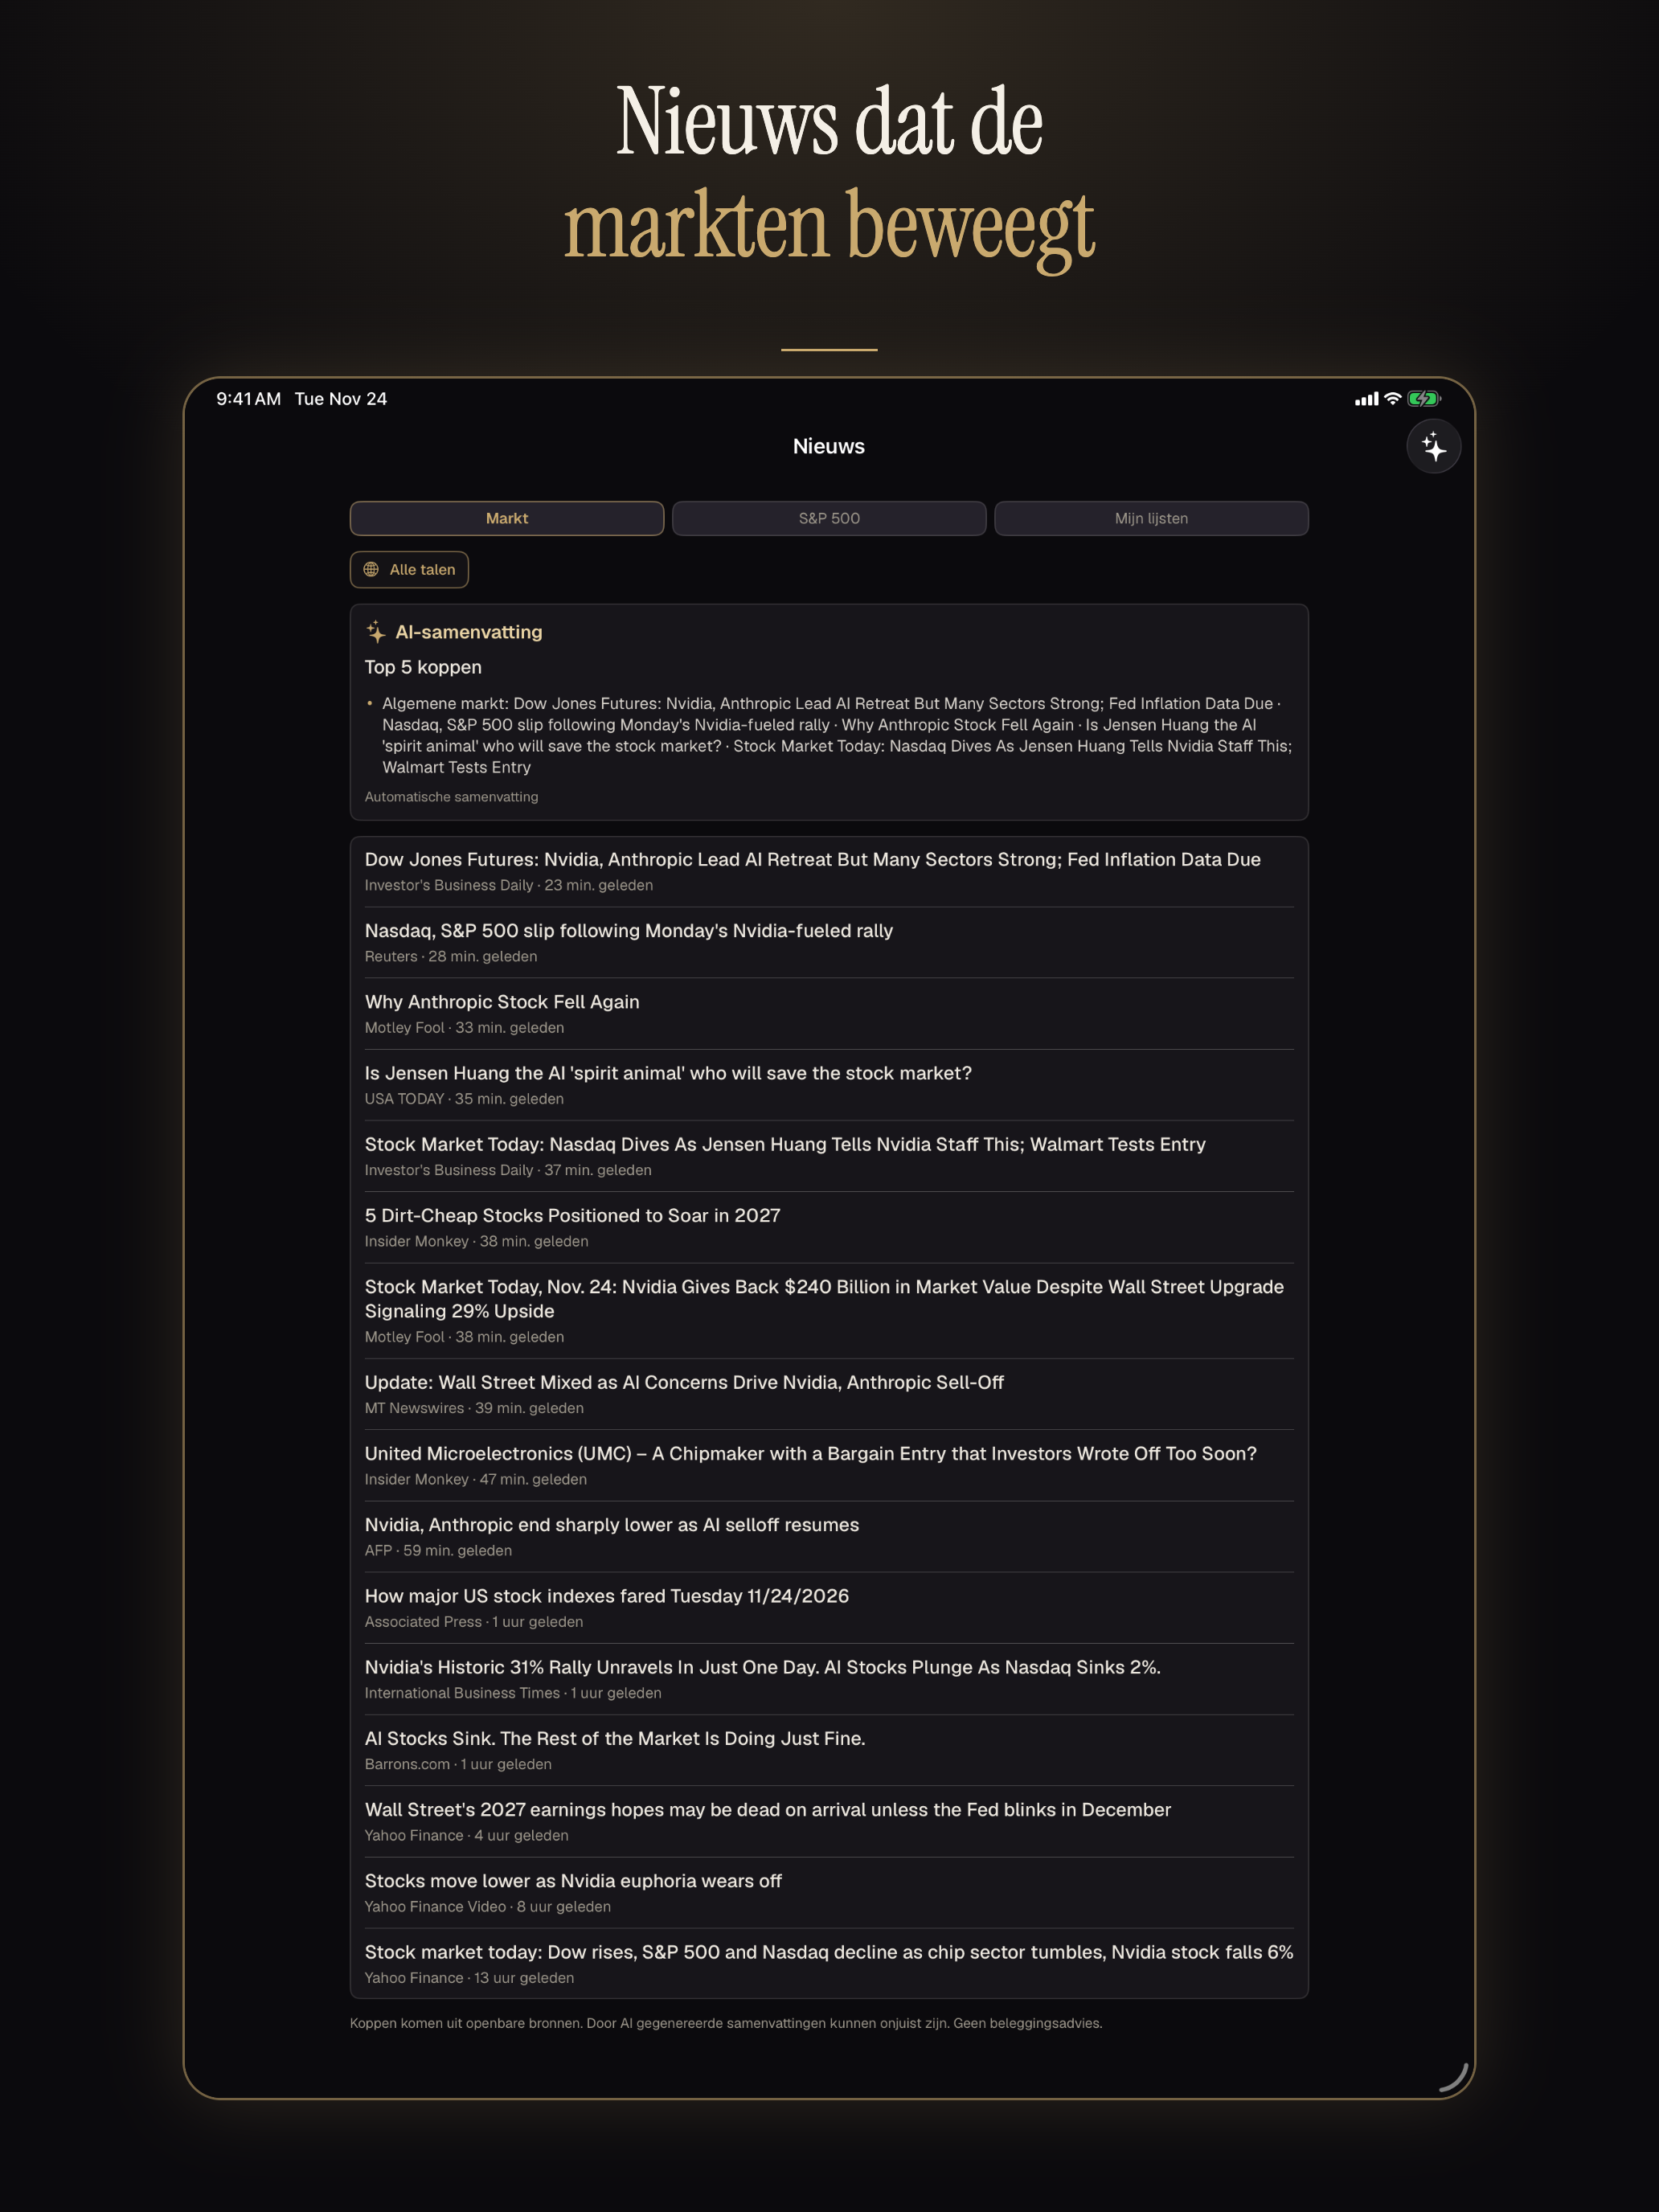 Nieuws dat de
markten beweegt
9:41 AM Tue Nov 24
Nieuws
Markt
S&P 500
Mijn lijsten
Alle talen
AI-samenvatting
Top 5 koppen
• Algemene markt: Dow Jones Futures: Nvidia, Anthropic Lead AI Retreat But Many Sectors Strong; Fed Inflation Data Due ·
Nasdaq, S&P 500 slip following Monday's Nvidia-fueled rally · Why Anthropic Stock Fell Again · Is Jensen Huang the AI
'spirit animal' who will save the stock market? · Stock Market Today: Nasdaq Dives As Jensen Huang Tells Nvidia Staff This;
Walmart Tests Entry
Automatische samenvatting
Dow Jones Futures: Nvidia, Anthropic Lead AI Retreat But Many Sectors Strong; Fed Inflation Data Due
Investor's Business Daily · 23 min. geleden
Nasdaq, S&P 500 slip following Monday's Nvidia-fueled rally
Reuters · 28 min. geleden
Why Anthropic Stock Fell Again
Motley Fool · 33 min. geleden
Is Jensen Huang the AI 'spirit animal' who will save the stock market?
USA TODAY · 35 min. geleden
Stock Market Today: Nasdaq Dives As Jensen Huang Tells Nvidia Staff This; Walmart Tests Entry
Investor's Business Daily · 37 min. geleden
5 Dirt-Cheap Stocks Positioned to Soar in 2027
Insider Monkey · 38 min. geleden
Stock Market Today, Nov. 24: Nvidia Gives Back $240 Billion in Market Value Despite Wall Street Upgrade
Signaling 29% Upside
Motley Fool · 38 min. geleden
Update: Wall Street Mixed as AI Concerns Drive Nvidia, Anthropic Sell-Off
MT Newswires · 39 min. geleden
United Microelectronics (UMC) – A Chipmaker with a Bargain Entry that Investors Wrote Off Too Soon?
Insider Monkey · 47 min. geleden
Nvidia, Anthropic end sharply lower as AI selloff resumes
AFP · 59 min. geleden
How major US stock indexes fared Tuesday 11/24/2026
Associated Press · 1 uur geleden
Nvidia's Historic 31% Rally Unravels In Just One Day. AI Stocks Plunge As Nasdaq Sinks 2%.
International Business Times · 1 uur geleden
AI Stocks Sink. The Rest of the Market Is Doing Just Fine.
Barrons.com · 1 uur geleden
Wall Street's 2027 earnings hopes may be dead on arrival unless the Fed blinks in December
Yahoo Finance · 4 uur geleden
Stocks move lower as Nvidia euphoria wears off
Yahoo Finance Video · 8 uur geleden
Stock market today: Dow rises, S&P 500 and Nasdaq decline as chip sector tumbles, Nvidia stock falls 6%
Yahoo Finance · 13 uur geleden
Koppen komen uit openbare bronnen. Door AI gegenereerde samenvattingen kunnen onjuist zijn. Geen beleggingsadvies.